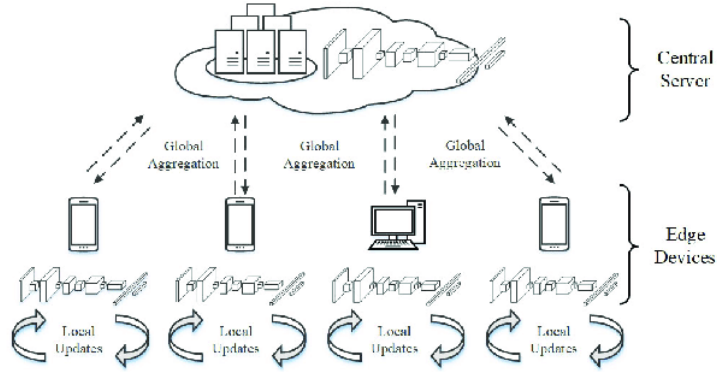 Central
Server
Global
Aggregation
Global
Aggregation
Global
Aggregation
Edge
Devices
Local
Updates
Local
Updates
Local
Updates
Local
Updates